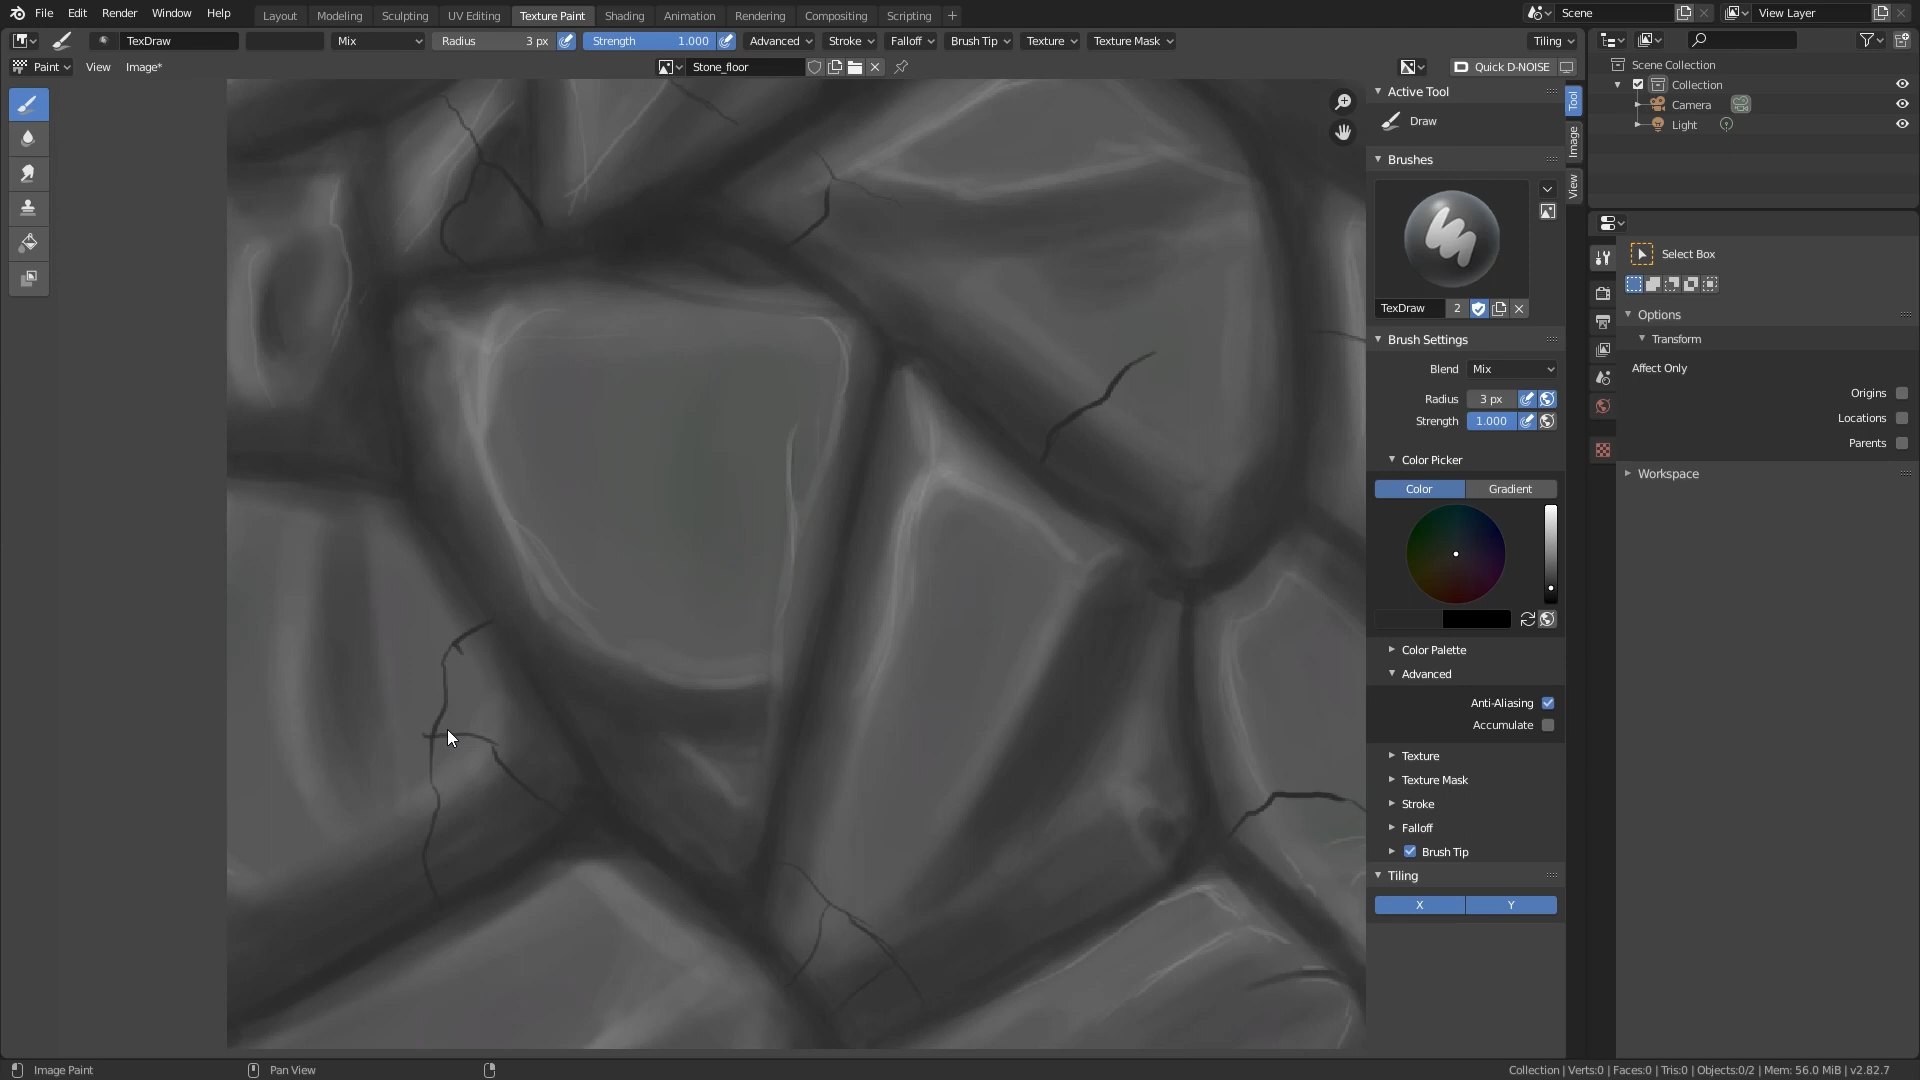 File Edit Render Window Help Layout Modeling Sculpting UV Editing Texture Paint Shading Animation Rendering Compositing Scripting + Scene View Layer
TexDraw Mix Radius 3 px Strength 1.000 Advanced Stroke Falloff Brush Tip Texture Texture Mask Tiling
Paint View Image* Stone_floor Quick D-NOISE
Scene Collection
Collection
Camera
Light
Active Tool
Draw
Brushes
TexDraw 2
Brush Settings
Blend Mix
Radius 3 px
Strength 1.000
Color Picker
Color Gradient
Color Palette
Advanced
Anti-Aliasing
Accumulate
Texture
Texture Mask
Stroke
Falloff
Brush Tip
Tiling
X Y
Tool
Image
View
Select Box
Options
Transform
Affect Only
Origins
Locations
Parents
Workspace
Image Paint Pan View Collection | Verts:0 | Faces:0 | Tris:0 | Objects:0/2 | Mem: 56.0 MiB | v2.82.7